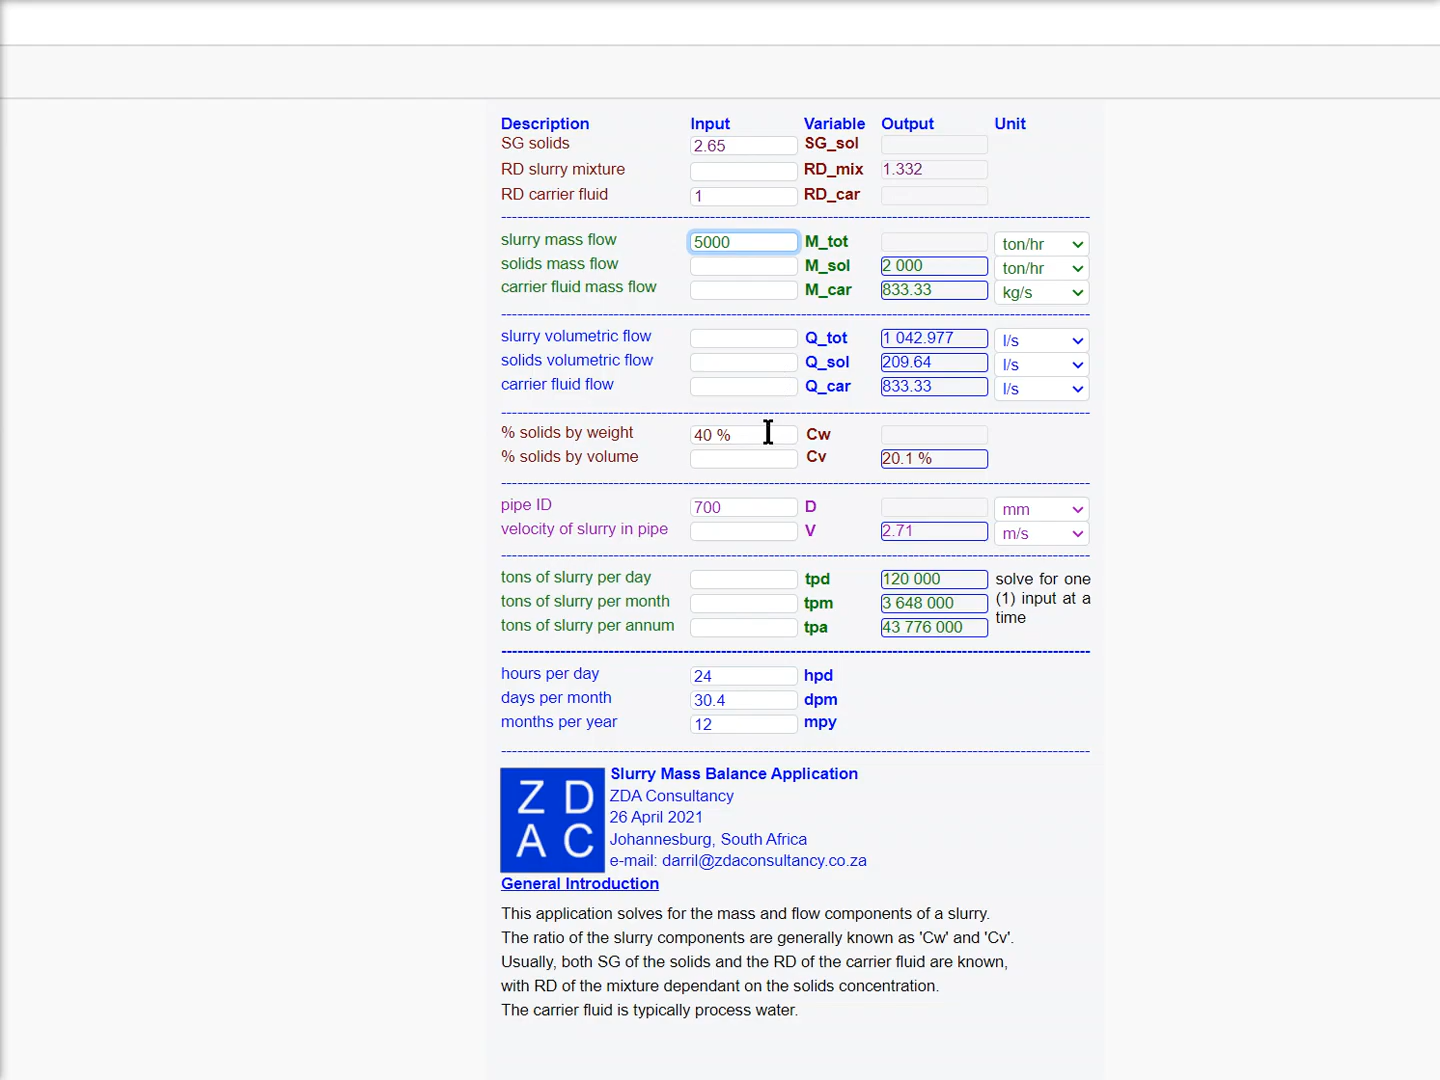 Description Input Variable Output Unit
SG solids 2.65 SG_sol
RD slurry mixture RD_mix 1.332
RD carrier fluid 1 RD_car
slurry mass flow 5000 M_tot ton/hr
solids mass flow M_sol 2 000 ton/hr
carrier fluid mass flow M_car 833.33 kg/s
slurry volumetric flow Q_tot 1 042.977 l/s
solids volumetric flow Q_sol 209.64 l/s
carrier fluid flow Q_car 833.33 l/s
% solids by weight 40 % Cw
% solids by volume Cv 20.1 %
pipe ID 700 D mm
velocity of slurry in pipe V 2.71 m/s
tons of slurry per day tpd 120 000 solve for one
tons of slurry per month tpm 3 648 000 (1) input at a
tons of slurry per annum tpa 43 776 000 time
hours per day 24 hpd
days per month 30.4 dpm
months per year 12 mpy
Z D
A C
Slurry Mass Balance Application
ZDA Consultancy
26 April 2021
Johannesburg, South Africa
e-mail: darril@zdaconsultancy.co.za
General Introduction
This application solves for the mass and flow components of a slurry.
The ratio of the slurry components are generally known as 'Cw' and 'Cv'.
Usually, both SG of the solids and the RD of the carrier fluid are known,
with RD of the mixture dependant on the solids concentration.
The carrier fluid is typically process water.